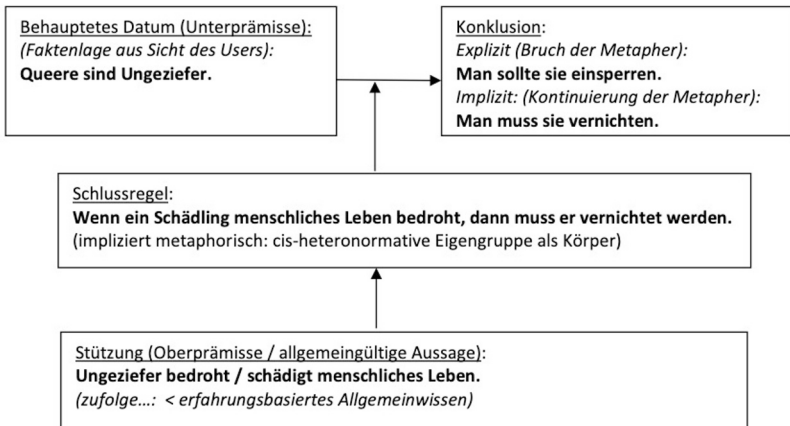 Behauptetes Datum (Unterprämisse):
(Faktenlage aus Sicht des Users):
Queere sind Ungeziefer.
Konklusion:
Explizit (Bruch der Metapher):
Man sollte sie einsperren.
Implizit: (Kontinuierung der Metapher):
Man muss sie vernichten.
Schlussregel:
Wenn ein Schädling menschliches Leben bedroht, dann muss er vernichtet werden.
(impliziert metaphorisch: cis-heteronormative Eigengruppe als Körper)
Stützung (Oberprämisse / allgemeingültige Aussage):
Ungeziefer bedroht / schädigt menschliches Leben.
(zufolge…: < erfahrungsbasiertes Allgemeinwissen)